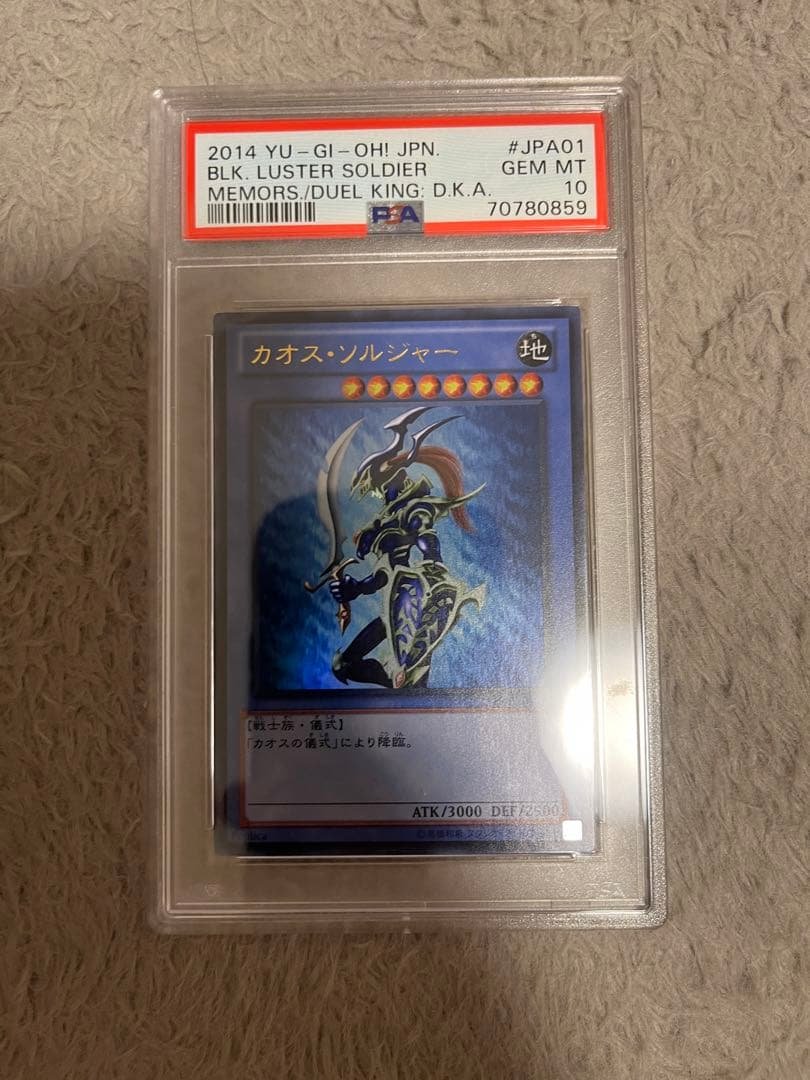 2014 YU-GI-OH! JPN. #JPA01
BLK. LUSTER SOLDIER GEM MT
MEMORS./DUEL KING: D.K.A. 10
PSA 70780859
カオス・ソルジャー 地
【戦士族・儀式】
「カオスの儀式」により降臨。
ATK/3000 DEF/2500